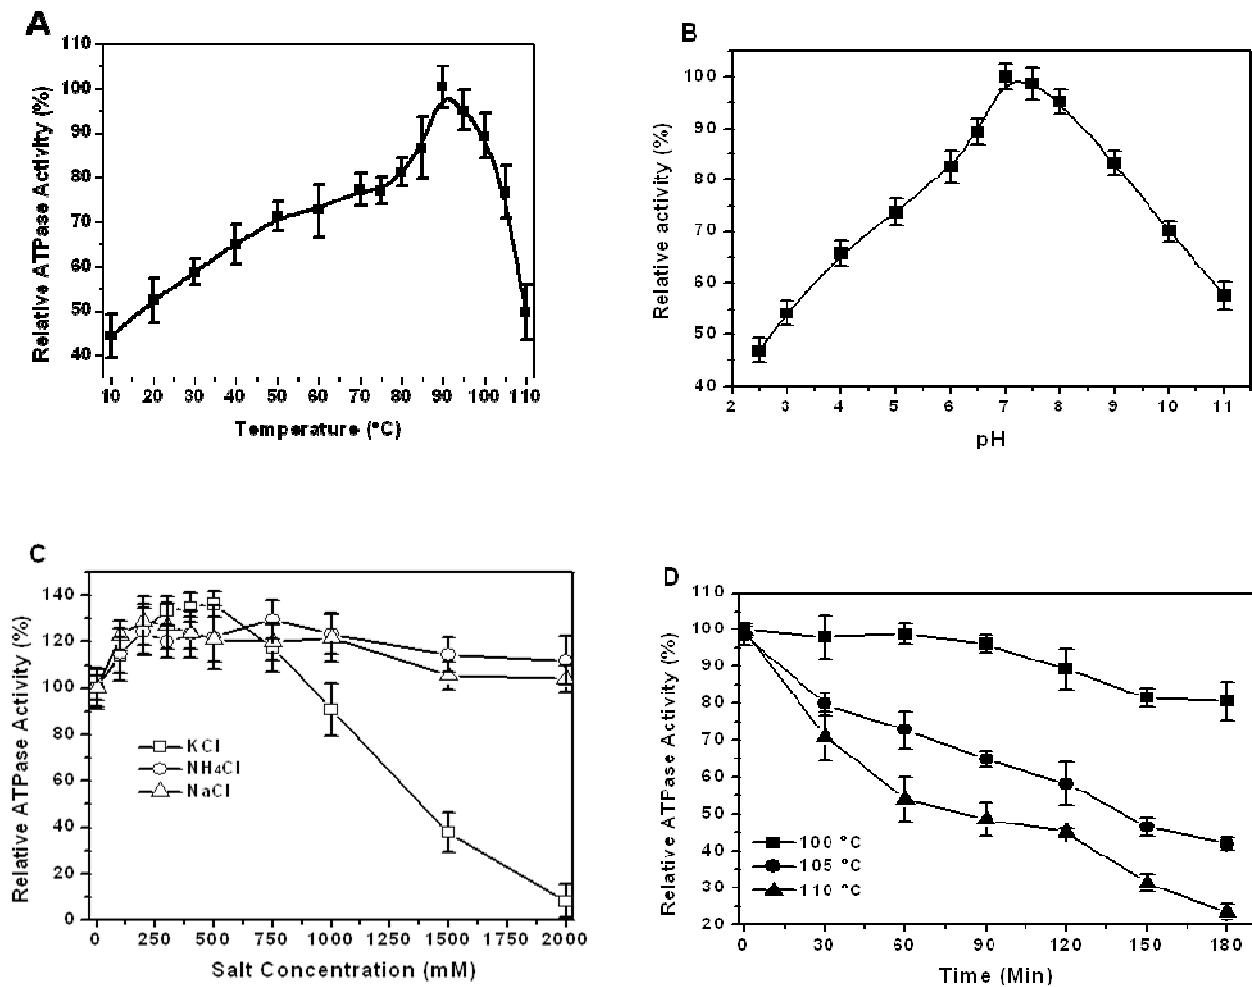 A
110
100
90
80
70
60
50
40
Relative ATPase Activity (%)
10 20 30 40 50 60 70 80 90 100 110
Temperature (°C)
B
100
90
80
70
60
50
40
Relative activity (%)
2 3 4 5 6 7 8 9 10 11
pH
C
140
120
100
80
60
40
20
0
Relative ATPase Activity (%)
KCl
NH₄Cl
NaCl
0 250 500 750 1000 1500 2000
Salt Concentration (mM)
D
110
100
90
80
70
60
50
40
30
20
Relative ATPase Activity (%)
100 °C
105 °C
110 °C
0 30 60 90 120 150 180
Time (Min)